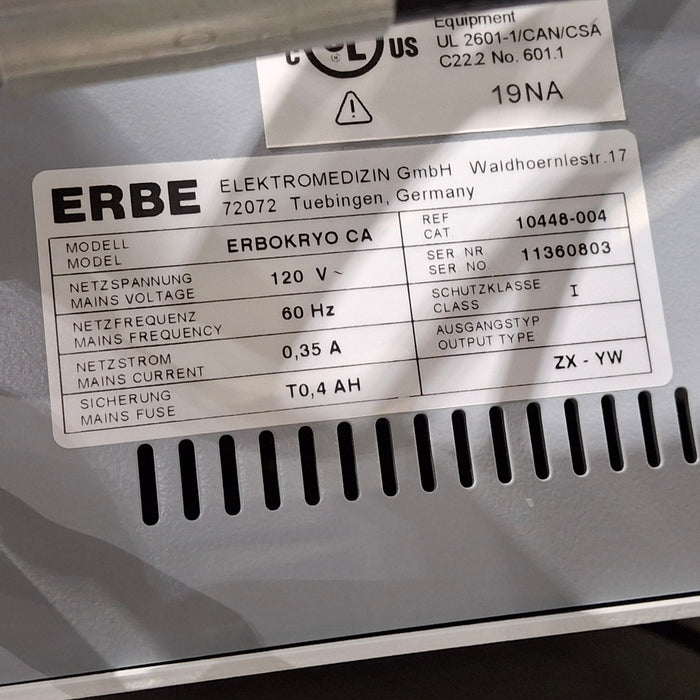 Equipment
C UL US
UL 2601-1/CAN/CSA
C22.2 No. 601.1
19NA
ERBE ELEKTROMEDIZIN GmbH Waldhoernlestr.17
72072 Tuebingen, Germany
MODELL
MODEL
ERBOKRYO CA
REF
CAT.
10448-004
NETZSPANNUNG
MAINS VOLTAGE
120 V ~
SER. NR
SER. NO.
11360803
NETZFREQUENZ
MAINS FREQUENCY
60 Hz
SCHUTZKLASSE
CLASS
I
NETZSTROM
MAINS CURRENT
0,35 A
AUSGANGSTYP
OUTPUT TYPE
SICHERUNG
MAINS FUSE
T0,4 AH
ZX - YW